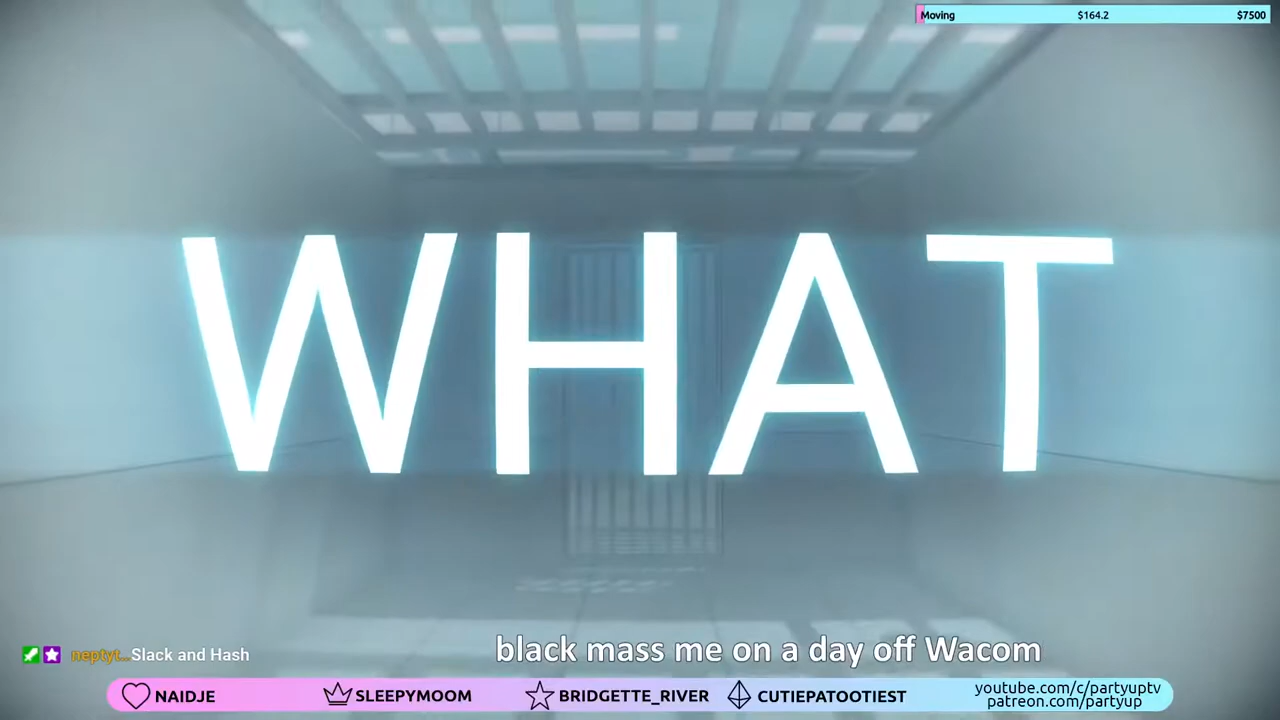 Moving $164.2 $7500
WHAT
neptyt...Slack and Hash
black mass me on a day off Wacom
NAIDJE SLEEPYMOOM BRIDGETTE_RIVER CUTIEPATOOTIEST
youtube.com/c/partyuptv
patreon.com/partyup